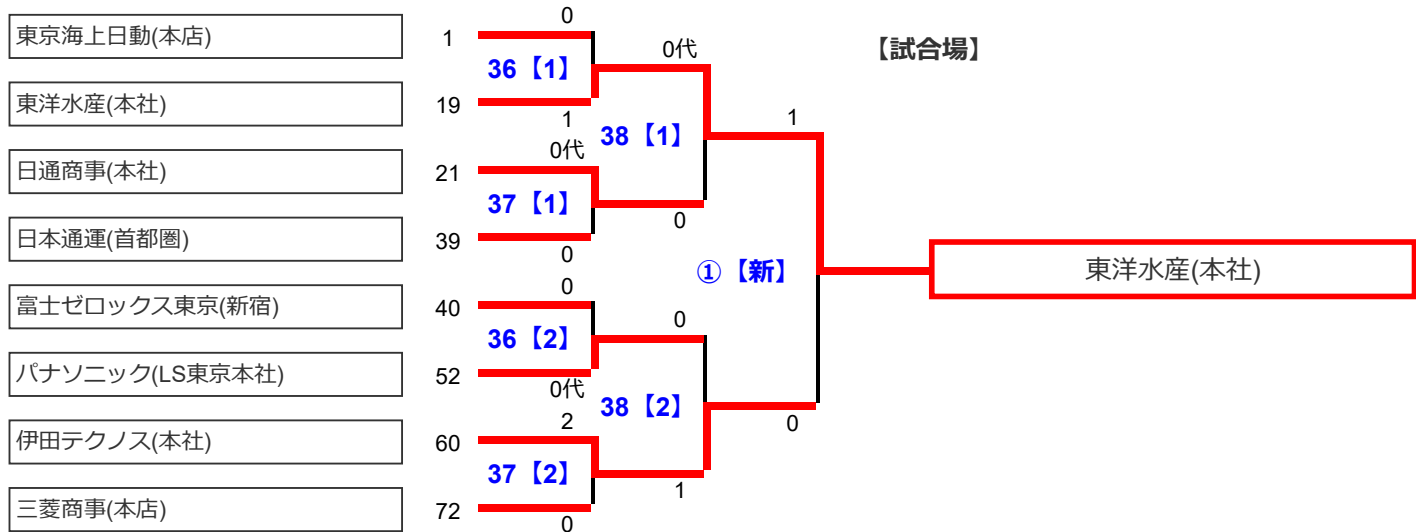 0
東京海上日動(本店)
1
0代
【試合場】
36【1】
東洋水産(本社)
19
1
1
38【1】
0代
日通商事(本社)
21
37【1】
0
日本通運(首都圏)
39
0
①【新】
東洋水産(本社)
0
富士ゼロックス東京(新宿)
40
0
36【2】
パナソニック(LS東京本社)
52
0代
38【2】
2
0
伊田テクノス(本社)
60
37【2】
1
三菱商事(本店)
72
0